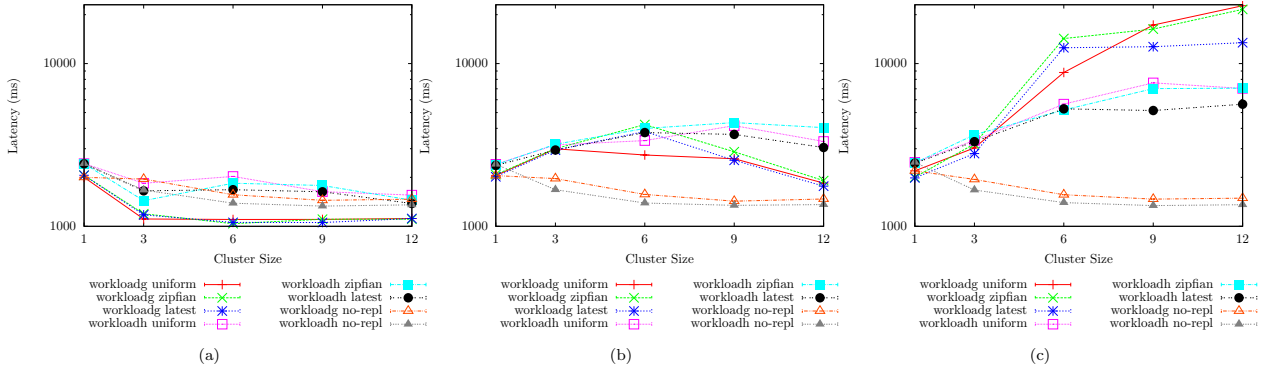 1000
10000
1
3
6
9
12
Latency (ms)
Cluster Size
workloadg uniform
workloadg zipfian
workloadg latest
workloadh uniform
workloadh zipfian
workloadh latest
workloadg no-repl
workloadh no-repl
(a)
1000
10000
1
3
6
9
12
Latency (ms)
Cluster Size
workloadg uniform
workloadg zipfian
workloadg latest
workloadh uniform
workloadh zipfian
workloadh latest
workloadg no-repl
workloadh no-repl
(b)
1000
10000
1
3
6
9
12
Latency (ms)
Cluster Size
workloadg uniform
workloadg zipfian
workloadg latest
workloadh uniform
workloadh zipfian
workloadh latest
workloadg no-repl
workloadh no-repl
(c)